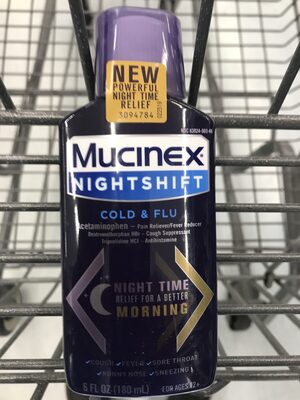 NEW
POWERFUL
NIGHT TIME
RELIEF
3094784
Mucinex
NIGHTSHIFT
COLD & FLU
Acetaminophen – Pain Reliever/Fever Reducer
Dextromethorphan HBr – Cough Suppressant
Triprolidine HCl – Antihistamine
NIGHT TIME
RELIEF FOR A BETTER
MORNING
COUGH FEVER SORE THROAT
RUNNY NOSE SNEEZING
6 FL OZ (180 mL)
FOR AGES 12+